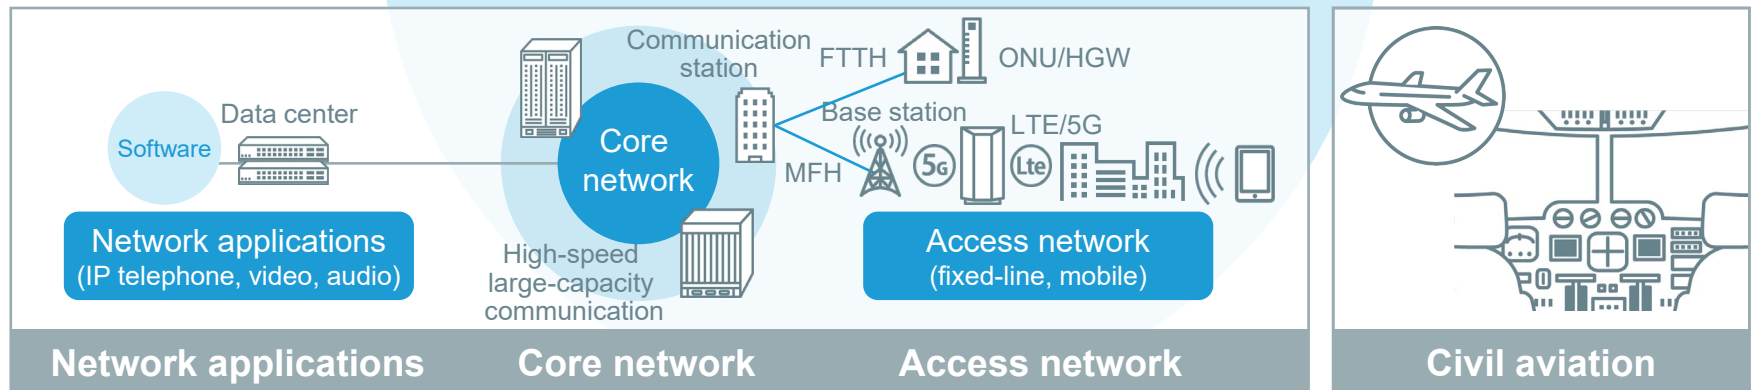 Software
Data center
Network applications
(IP telephone, video, audio)
Core
network
High-speed
large-capacity
communication
Communication
station
FTTH
ONU/HGW
Base station
LTE/5G
MFH
5G
Lte
Access network
(fixed-line, mobile)
Network applications
Core network
Access network
Civil aviation